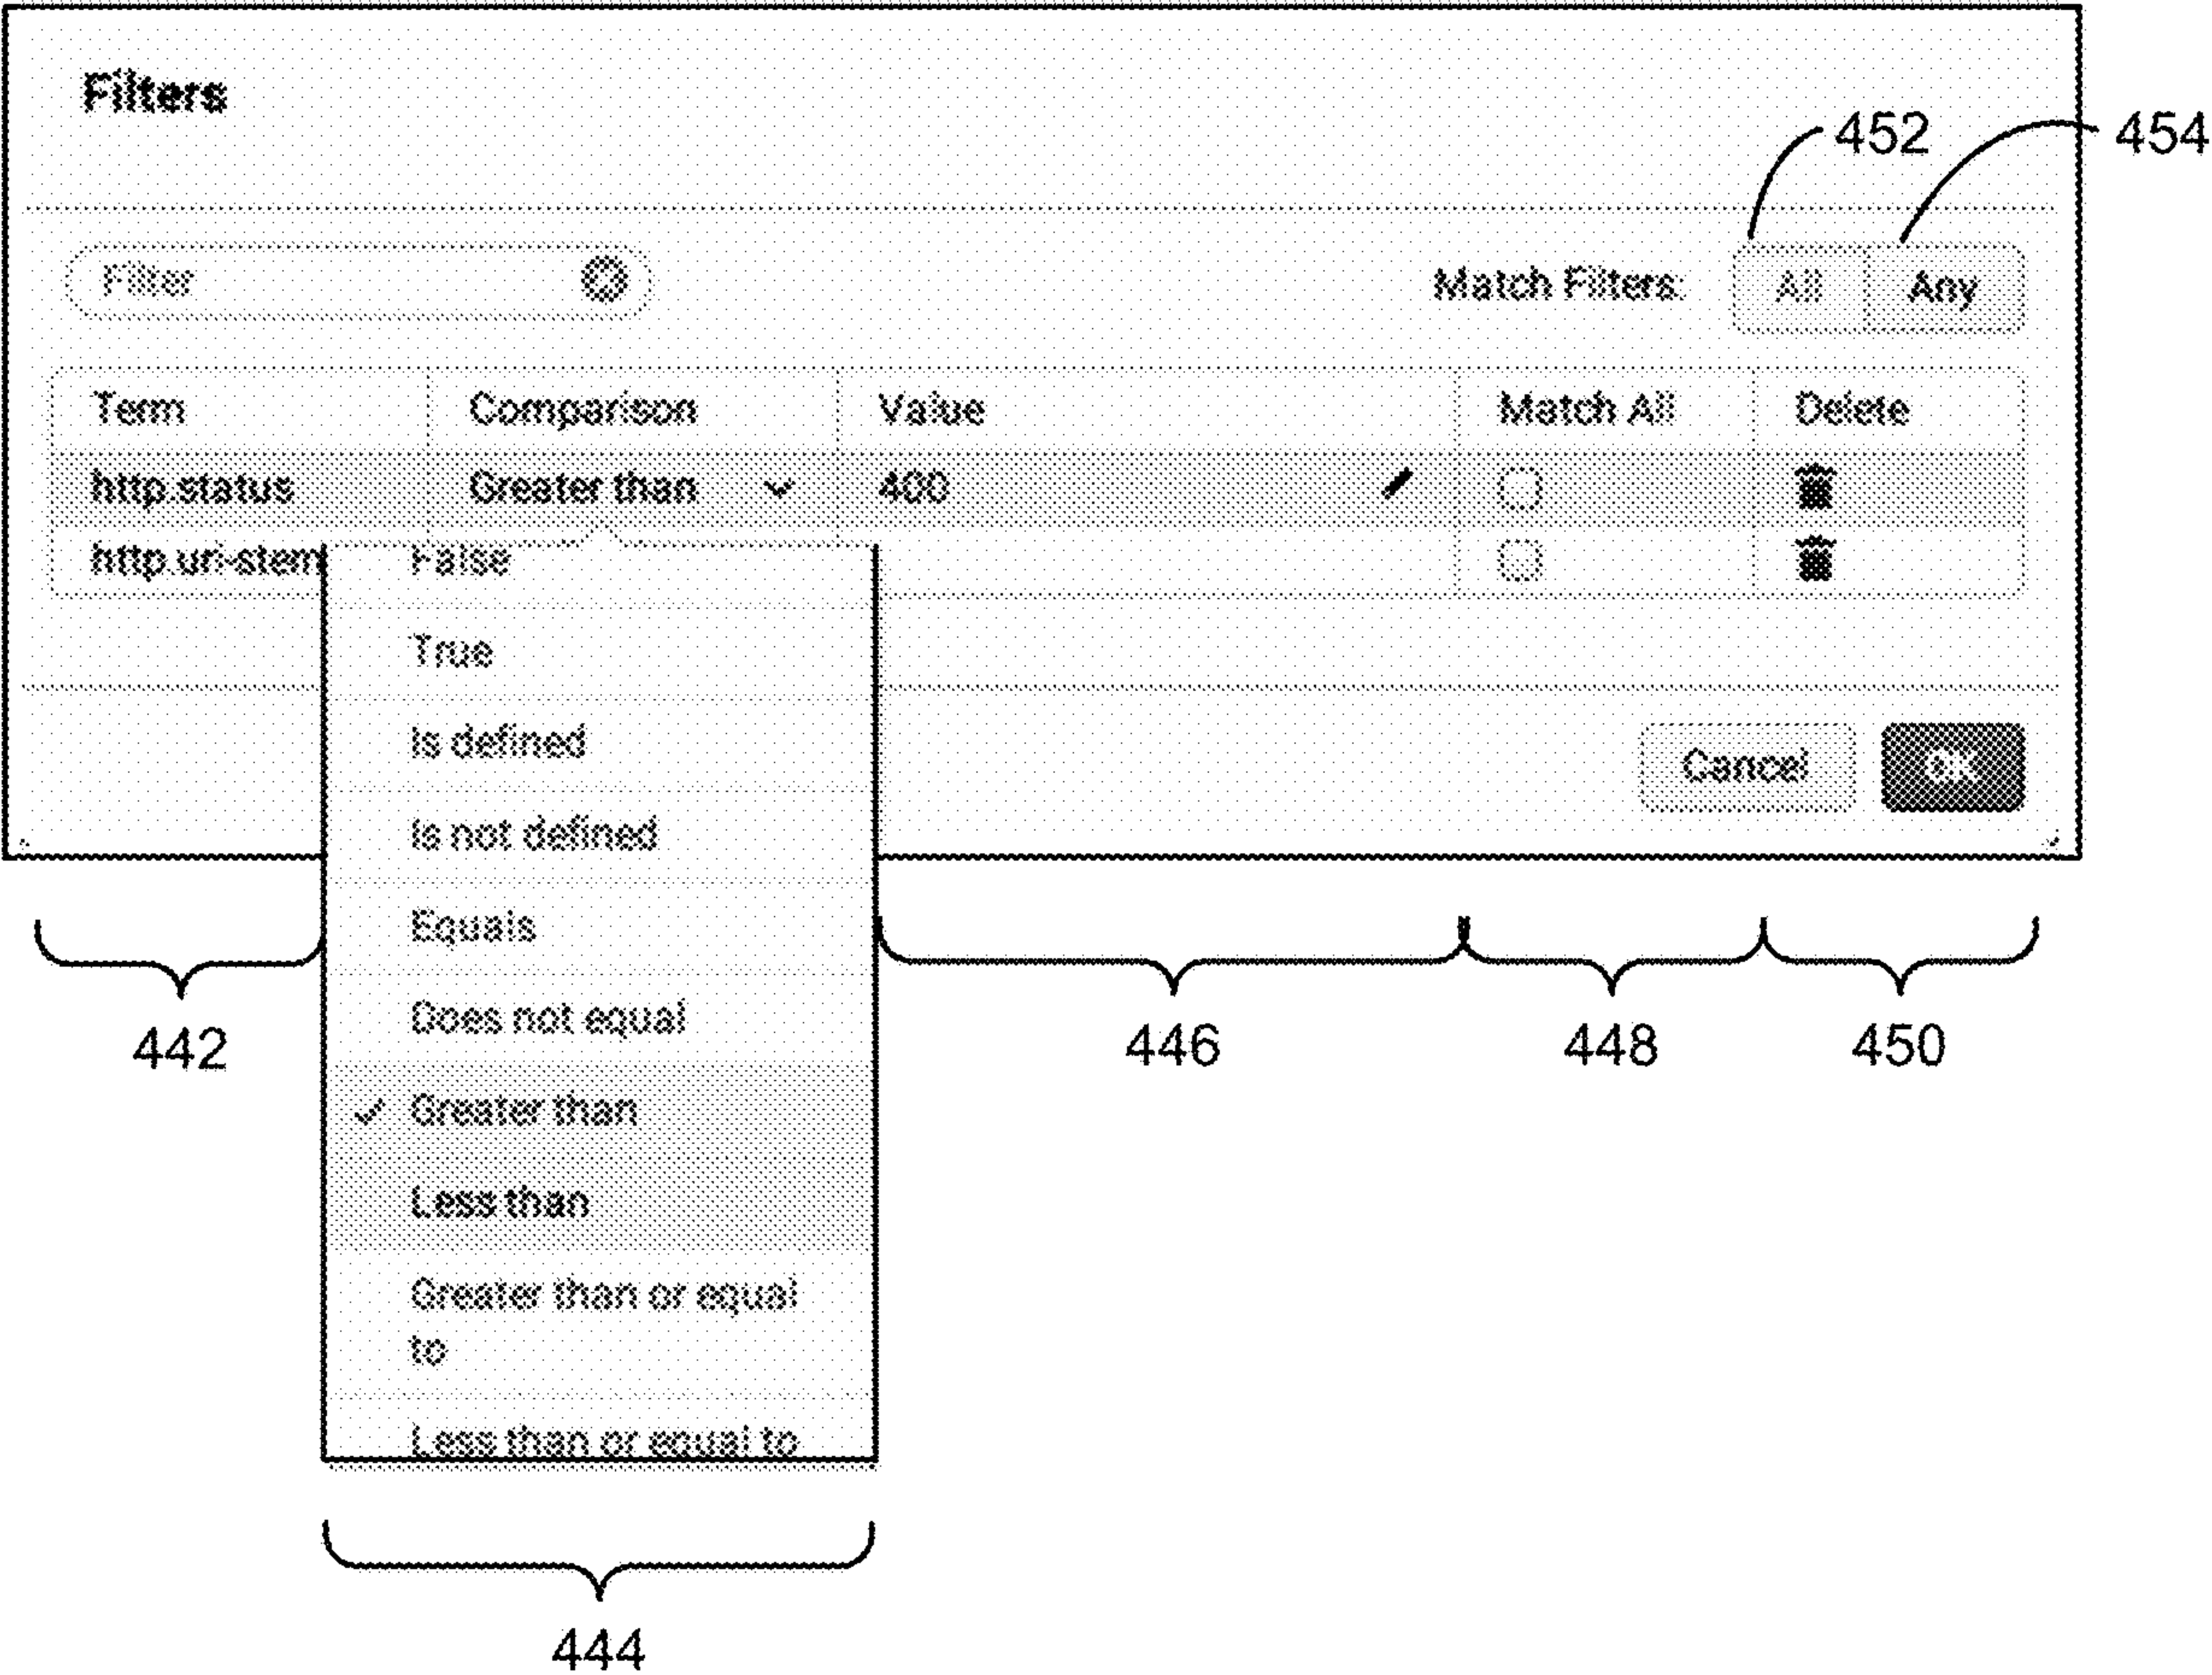 Filters
452
454
Filter
Match Filters:
All
Any
Term
Comparison
Value
Match All
Delete
http.status
Greater than
400
http.uri-stem
False
True
Is defined
Is not defined
Equals
Does not equal
Greater than
Less than
Greater than or equal
to
Less than or equal to
Cancel
OK
442
446
448
450
444